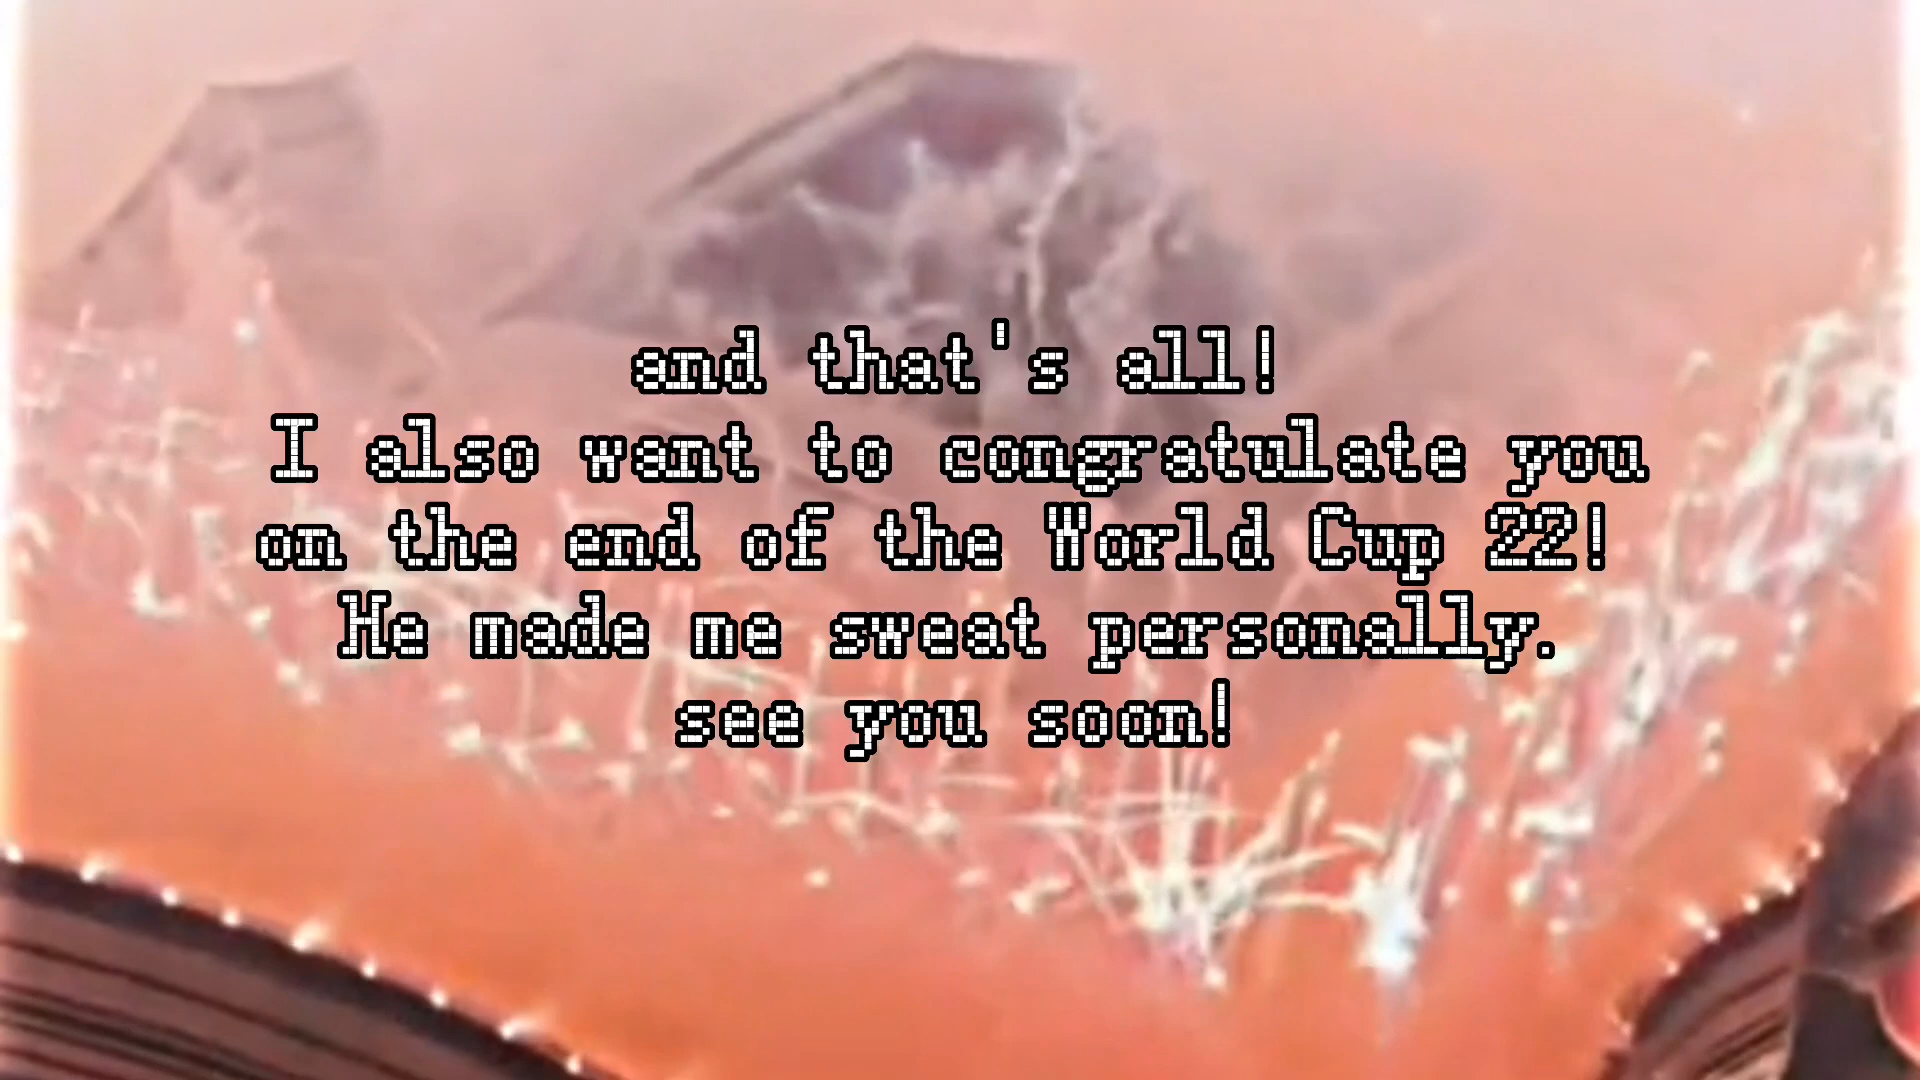 and that's all!
I also want to congratulate you
on the end of the World Cup 22!
He made me sweat personally.
see you soon!